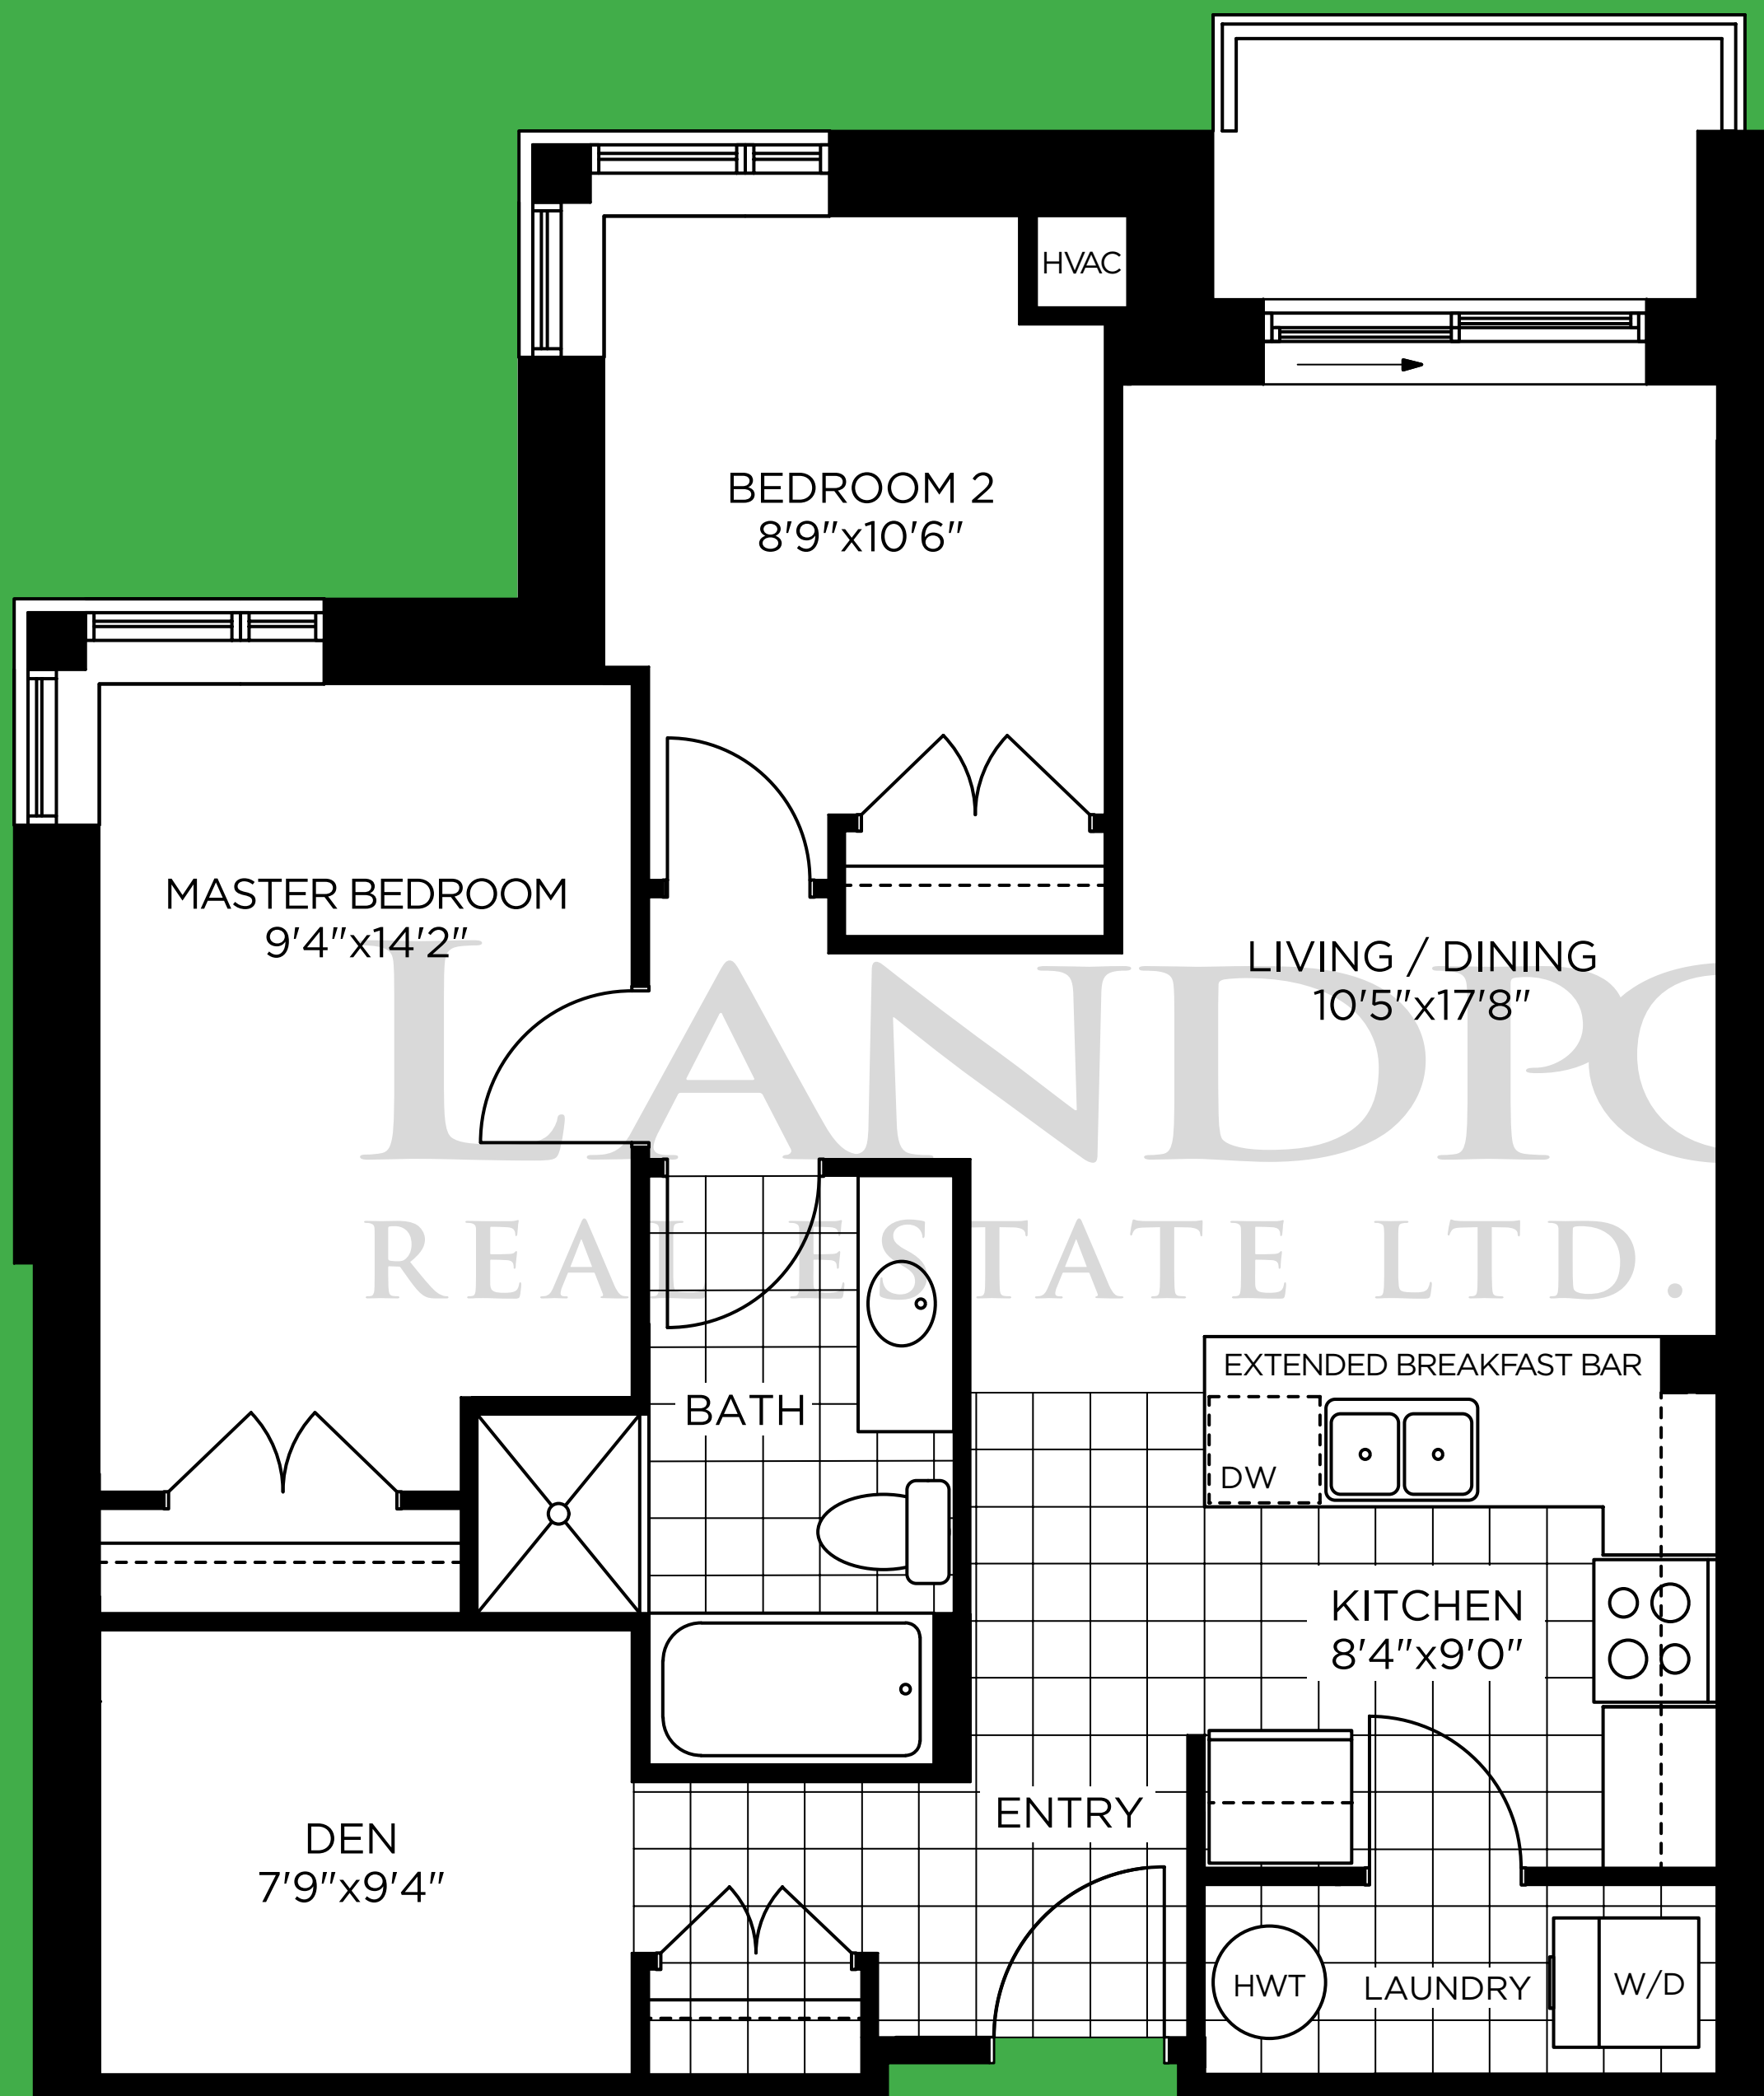 HVAC
BEDROOM 2
8'9"x10'6"
MASTER BEDROOM
9'4"x14'2"
LIVING / DINING
10'5"x17'8"
LANDPO
REAL ESTATE LTD.
EXTENDED BREAKFAST BAR
BATH
DW
KITCHEN
8'4"x9'0"
ENTRY
DEN
7'9"x9'4"
HWT
LAUNDRY
W/D